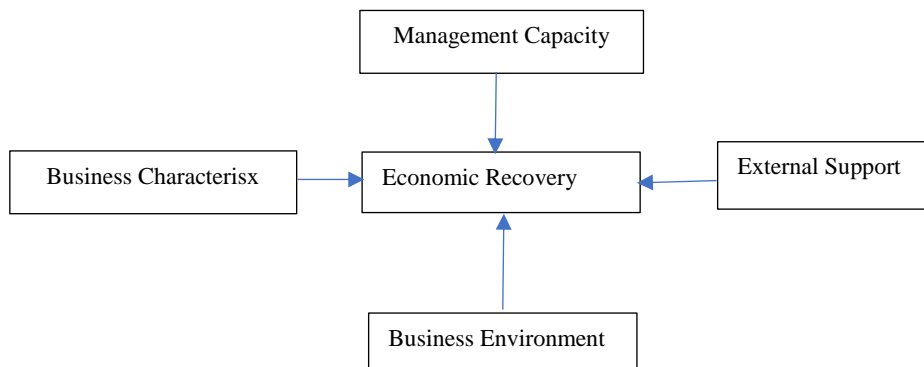 Management Capacity
Business Characterisx
Economic Recovery
External Support
Business Environment